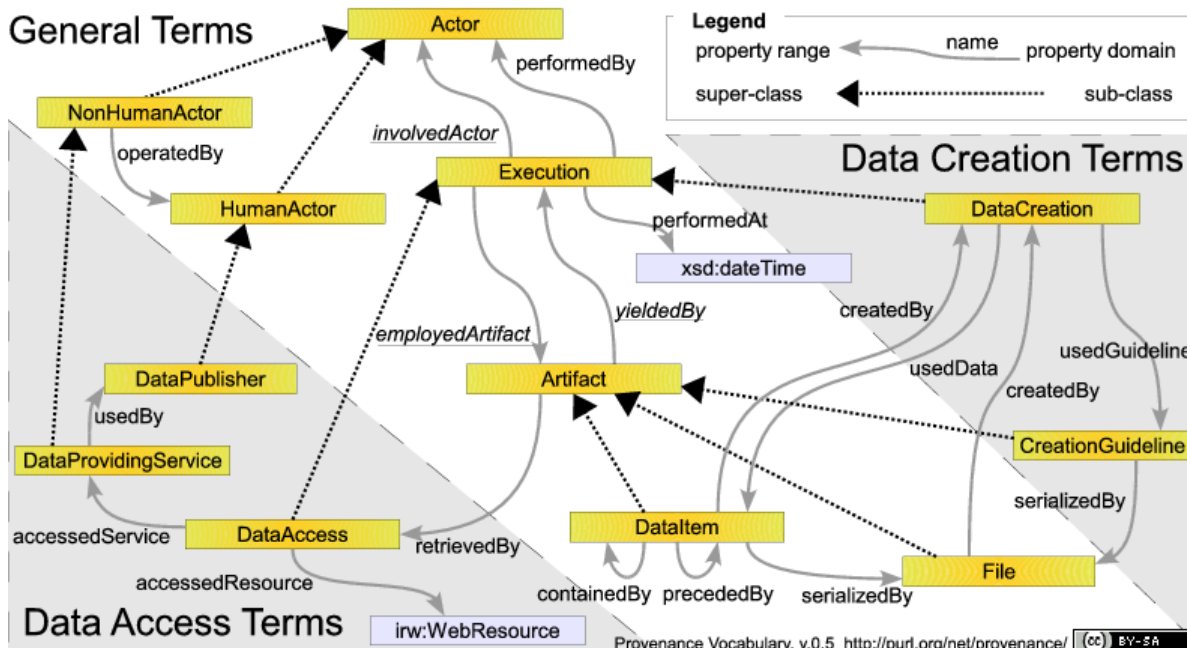 General Terms
Actor
Legend
property range
name
property domain
super-class
sub-class
performedBy
NonHumanActor
involvedActor
operatedBy
Execution
Data Creation Terms
HumanActor
performedAt
DataCreation
xsd:dateTime
createdBy
yieldedBy
employedArtifact
usedGuideline
DataPublisher
Artifact
usedData
createdBy
usedBy
DataProvidingService
CreationGuideline
serializedBy
accessedService
DataAccess
retrievedBy
DataItem
File
accessedResource
containedBy
precededBy
serializedBy
Data Access Terms
irw:WebResource
Provenance Vocabulary, v.0.5 http://purl.org/net/provenance/
cc BY-SA